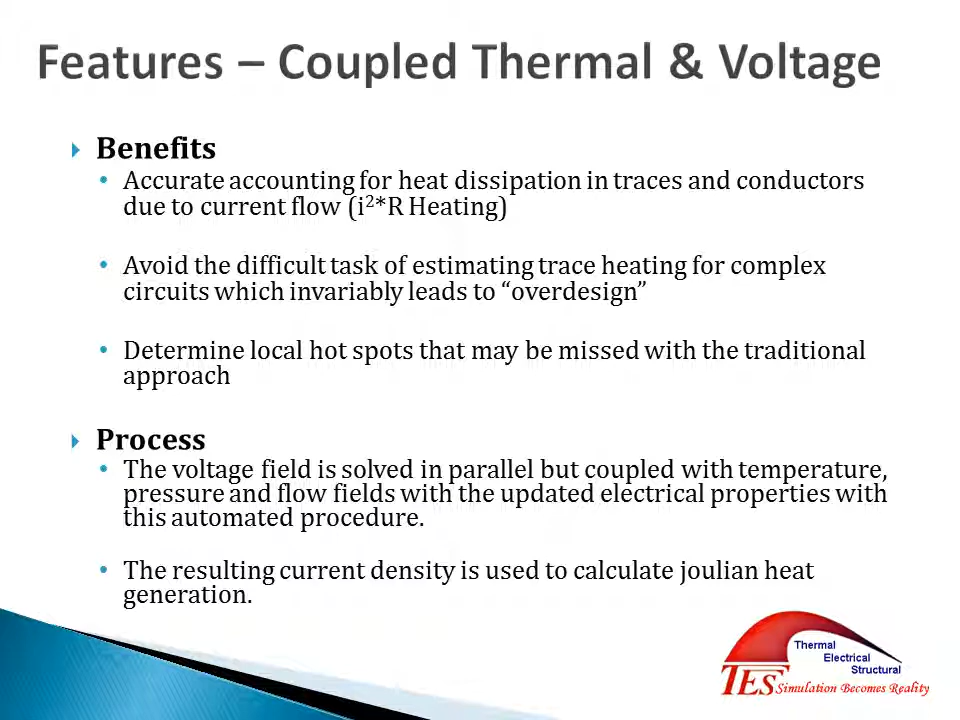 Features – Coupled Thermal & Voltage
Benefits
• Accurate accounting for heat dissipation in traces and conductors
due to current flow (i²*R Heating)
• Avoid the difficult task of estimating trace heating for complex
circuits which invariably leads to “overdesign”
• Determine local hot spots that may be missed with the traditional
approach
Process
• The voltage field is solved in parallel but coupled with temperature,
pressure and flow fields with the updated electrical properties with
this automated procedure.
• The resulting current density is used to calculate joulian heat
generation.
Thermal
Electrical
Structural
TES Simulation Becomes Reality